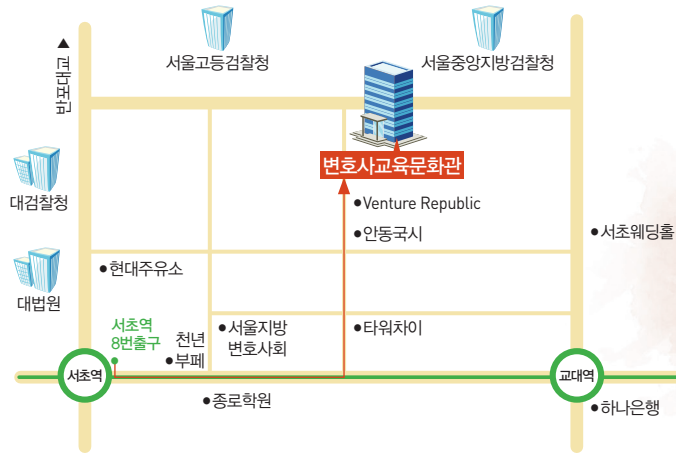 반포대교 ▲
서울고등검찰청
서울중앙지방검찰청
대검찰청
변호사교육문화관
•Venture Republic
•안동국시
•서초웨딩홀
•현대주유소
대법원
서초역
8번출구
천년
•부페
•서울지방
변호사회
•타워차이
서초역
교대역
•종로학원
•하나은행